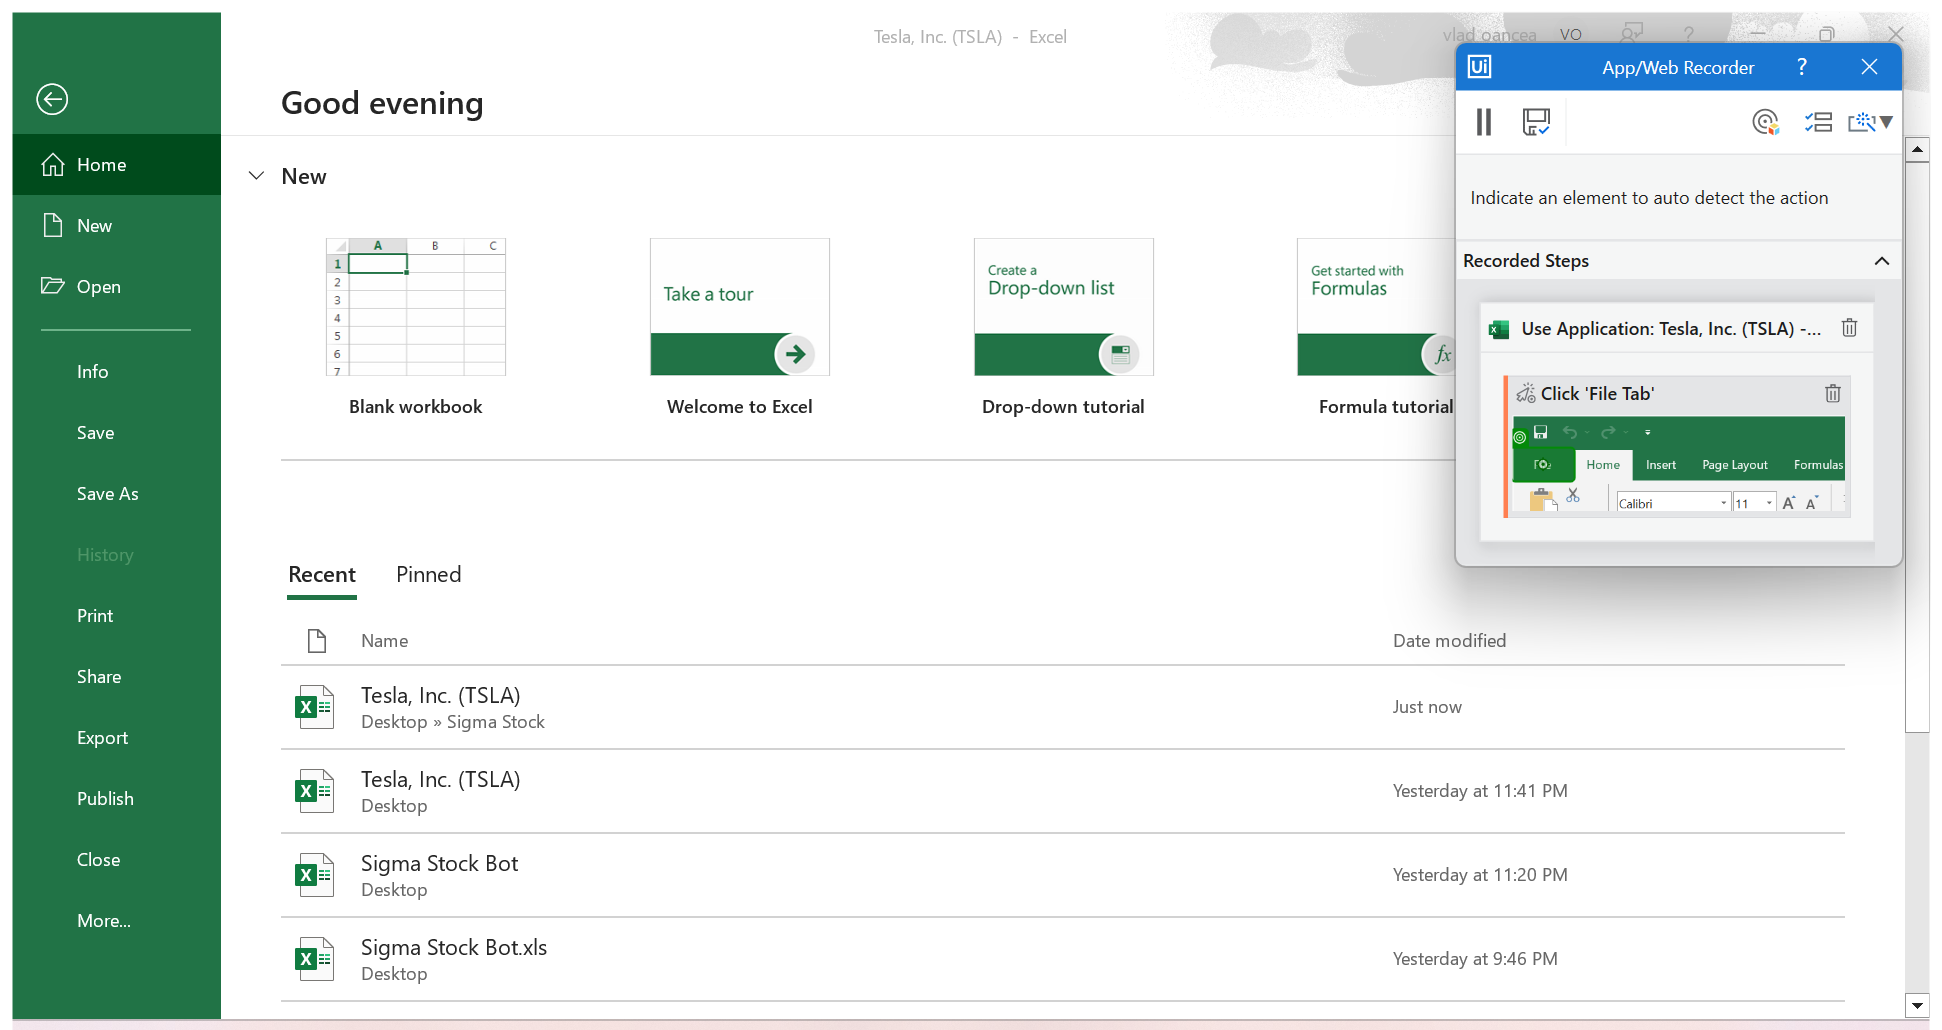 Tesla, Inc. (TSLA) - Excel
vlad oancea VO ?
Good evening
Home
New
Open
Info
Save
Save As
History
Print
Share
Export
Publish
Close
More...
New
A B C
1
2
3
4
5
6
7
Blank workbook
Take a tour
Welcome to Excel
Create a
Drop-down list
Drop-down tutorial
Get started with
Formulas
fx
Formula tutorial
Recent Pinned
Name Date modified
Tesla, Inc. (TSLA)
Desktop » Sigma Stock
Just now
Tesla, Inc. (TSLA)
Desktop
Yesterday at 11:41 PM
Sigma Stock Bot
Desktop
Yesterday at 11:20 PM
Sigma Stock Bot.xls
Desktop
Yesterday at 9:46 PM
Ui App/Web Recorder ?
Indicate an element to auto detect the action
Recorded Steps
Use Application: Tesla, Inc. (TSLA) -...
Click 'File Tab'
Home Insert Page Layout Formulas
Calibri 11 A A